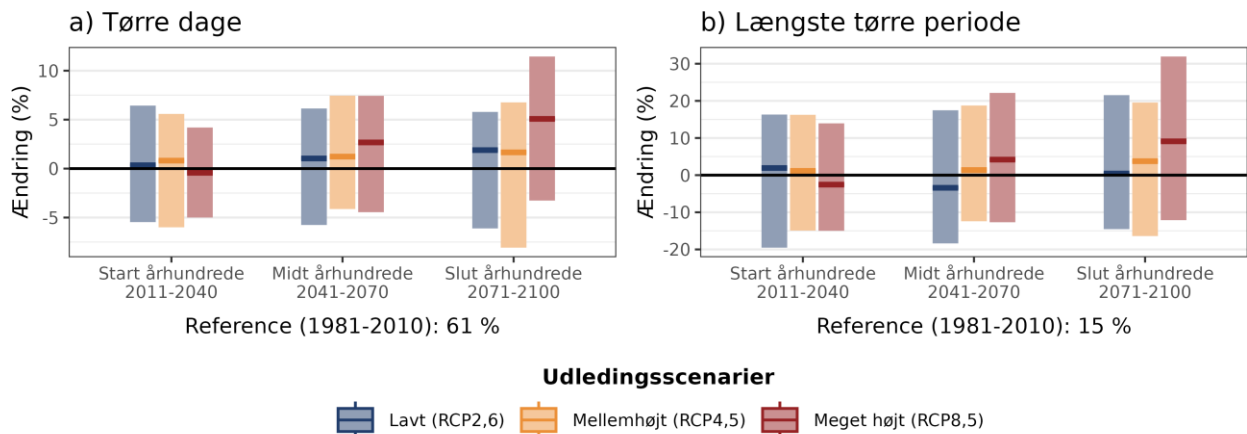 a) Tørre dage
Ændring (%)
10
5
0
-5
Start århundrede
2011-2040
Midt århundrede
2041-2070
Slut århundrede
2071-2100
Reference (1981-2010): 61 %
b) Længste tørre periode
Ændring (%)
30
20
10
0
-10
-20
Start århundrede
2011-2040
Midt århundrede
2041-2070
Slut århundrede
2071-2100
Reference (1981-2010): 15 %
Udledingsscenarier
Lavt (RCP2,6)
Mellemhøjt (RCP4,5)
Meget højt (RCP8,5)